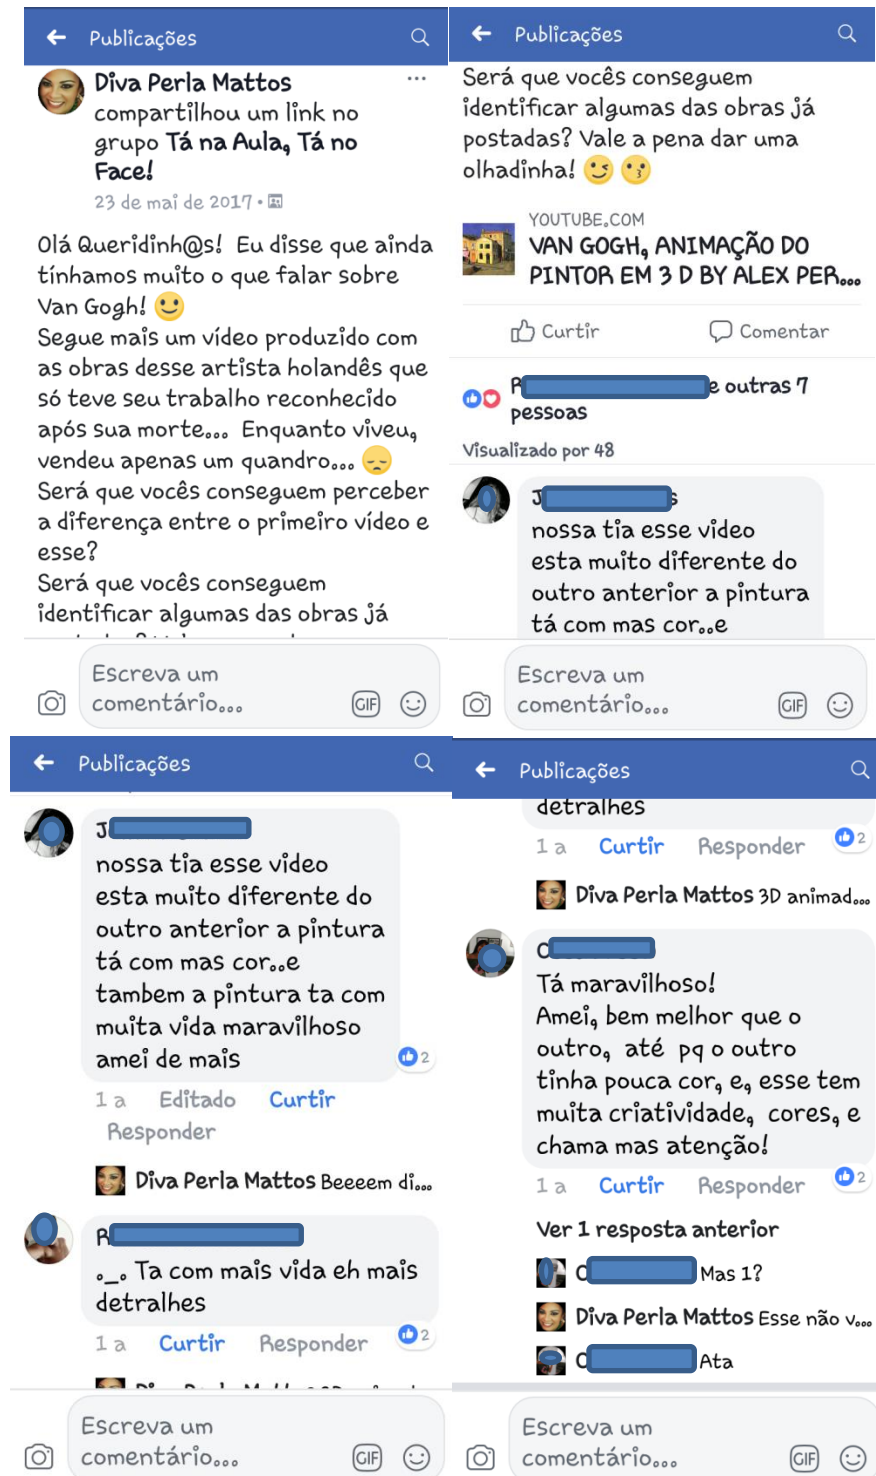 Publicações
Diva Perla Mattos
compartilhou um link no
grupo Tá na Aula, Tá no
Face!
23 de mai de 2017 •
Olá Queridinh@s! Eu disse que ainda
tínhamos muito o que falar sobre
Van Gogh! 🙂
Segue mais um vídeo produzido com
as obras desse artista holandês que
só teve seu trabalho reconhecido
após sua morte... Enquanto viveu,
vendeu apenas um quandro... 😞
Será que vocês conseguem perceber
a diferença entre o primeiro vídeo e
esse?
Será que vocês conseguem
identificar algumas das obras já
Escreva um
comentário...
GIF
Publicações
Será que vocês conseguem
identificar algumas das obras já
postadas? Vale a pena dar uma
olhadinha! 😉 😗
YOUTUBE.COM
VAN GOGH, ANIMAÇÃO DO
PINTOR EM 3 D BY ALEX PER...
Curtir Comentar
R e outras 7
pessoas
Visualizado por 48
J s
nossa tia esse video
esta muito diferente do
outro anterior a pintura
tá com mas cor..e
Escreva um
comentário...
GIF
Publicações
J
nossa tia esse video
esta muito diferente do
outro anterior a pintura
tá com mas cor..e
tambem a pintura ta com
muita vida maravilhoso
amei de mais
2
1 a Editado Curtir
Responder
Diva Perla Mattos Beeeem di...
R
._. Ta com mais vida eh mais
detralhes
2
1 a Curtir Responder
Escreva um
comentário...
GIF
Publicações
detralhes
1 a Curtir Responder 2
Diva Perla Mattos 3D animad...
C
Tá maravilhoso!
Amei, bem melhor que o
outro, até pq o outro
tinha pouca cor, e, esse tem
muita criatividade, cores, e
chama mas atenção!
1 a Curtir Responder 2
Ver 1 resposta anterior
C Mas 1?
Diva Perla Mattos Esse não v...
C Ata
Escreva um
comentário...
GIF